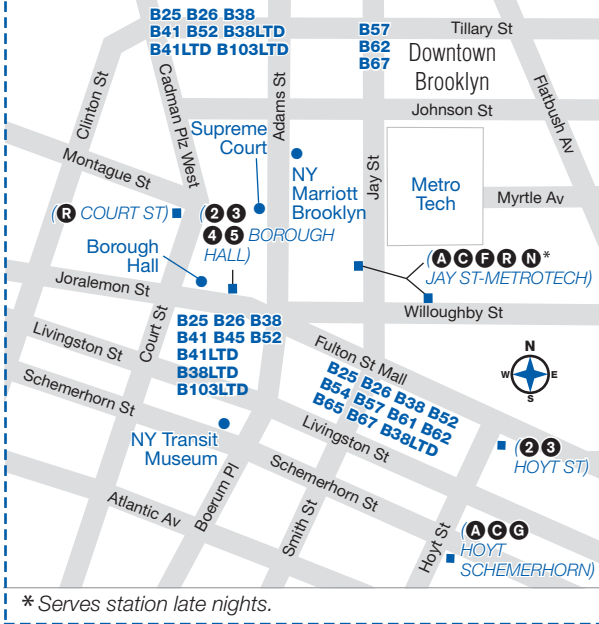 B25 B26 B38
B41 B52 B38LTD
B41LTD B103LTD
B57
B62
B67
Tillary St
Downtown
Brooklyn
Clinton St
Cadman Plz West
Adams St
Flatbush Av
Johnson St
Supreme
Court
Montague St
NY
Marriott
Brooklyn
Jay St
Metro
Tech
Myrtle Av
(R COURT ST)
(2 3
4 5 BOROUGH
HALL)
Borough
Hall
(A C F R N*
JAY ST-METROTECH)
Joralemon St
Willoughby St
Court St
B25 B26 B38
B41 B45 B52
B41LTD
B38LTD
B103LTD
Livingston St
Fulton St Mall
N
W E
S
B25 B26 B38 B52
B54 B57 B61 B62
B65 B67 B38LTD
Schemerhorn St
NY Transit
Museum
Livingston St
(2 3
HOYT ST)
Schemerhorn St
Boerum Pl
Atlantic Av
Smith St
Hoyt St
(A C G
HOYT
SCHEMERHORN)
* Serves station late nights.